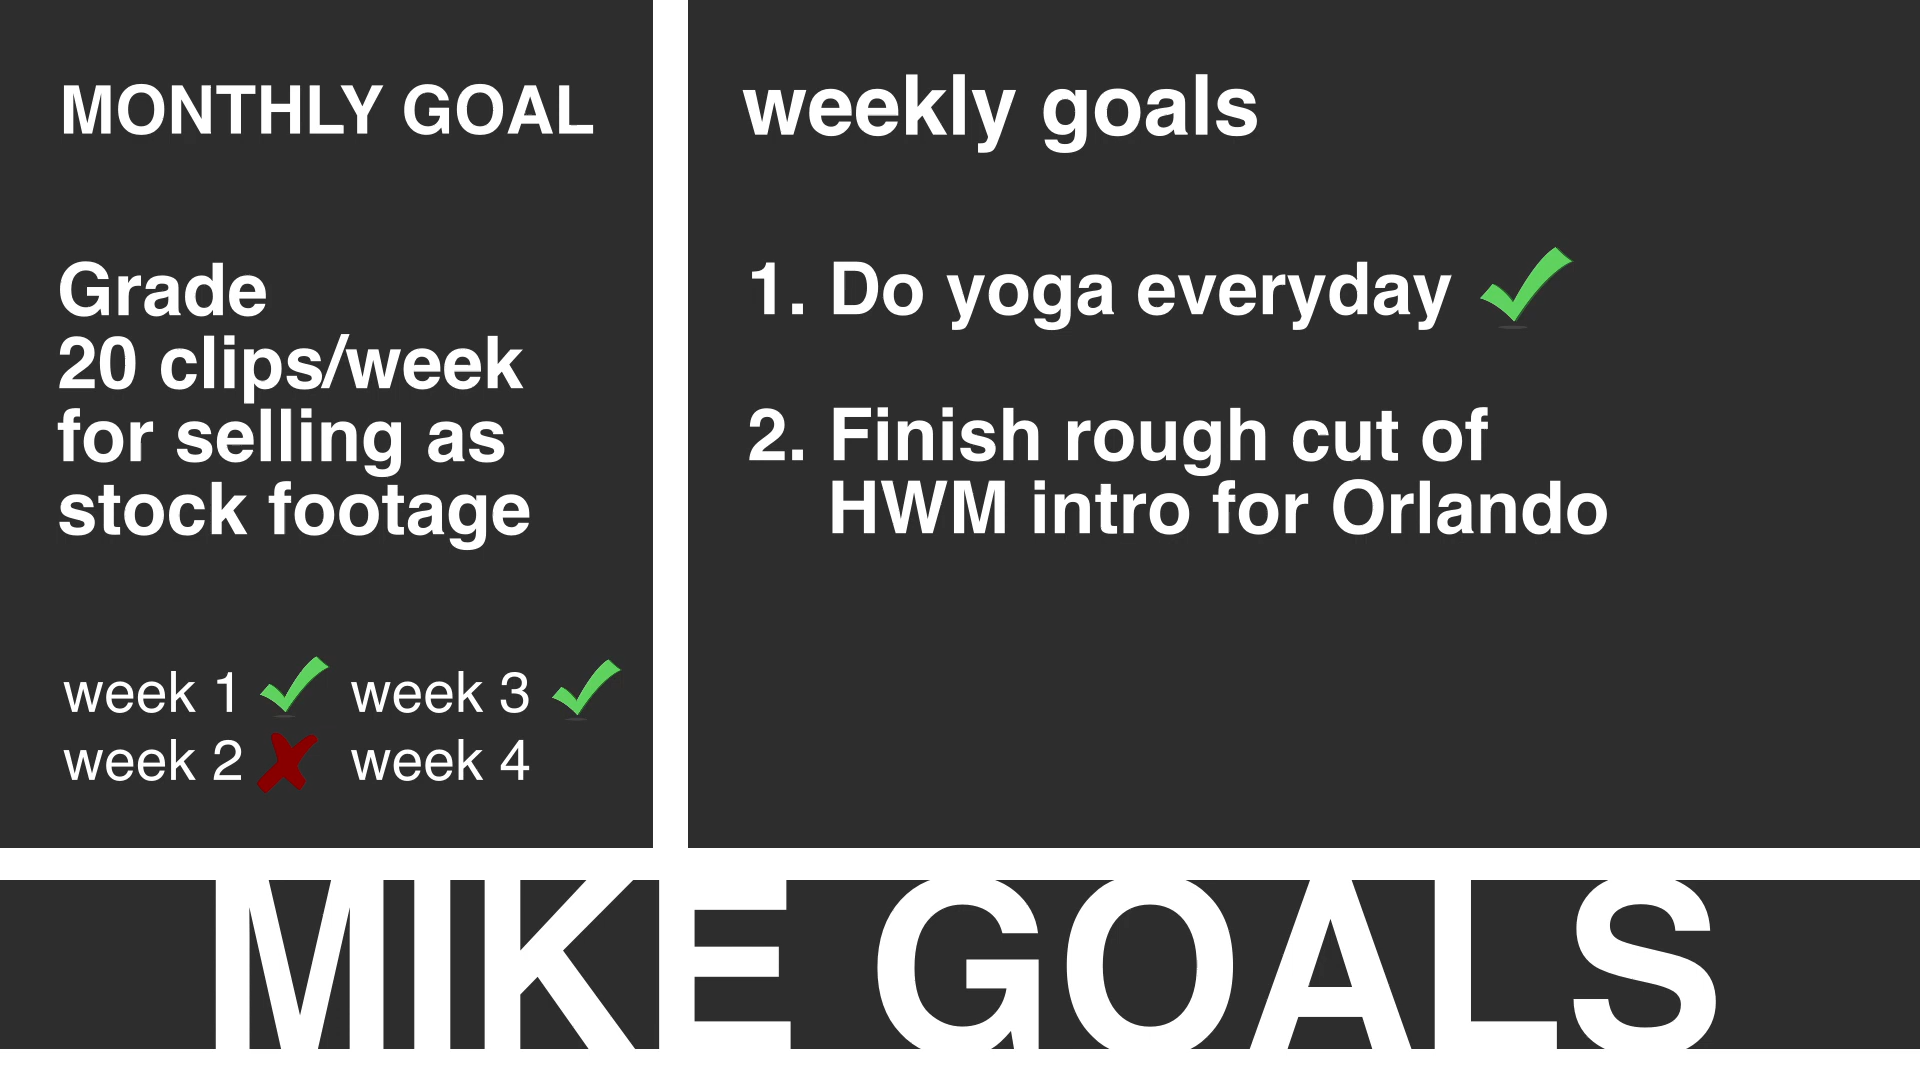 MONTHLY GOAL
Grade
20 clips/week
for selling as
stock footage
week 1
week 3
week 2
week 4
weekly goals
1. Do yoga everyday
2. Finish rough cut of
HWM intro for Orlando
MIKE GOALS